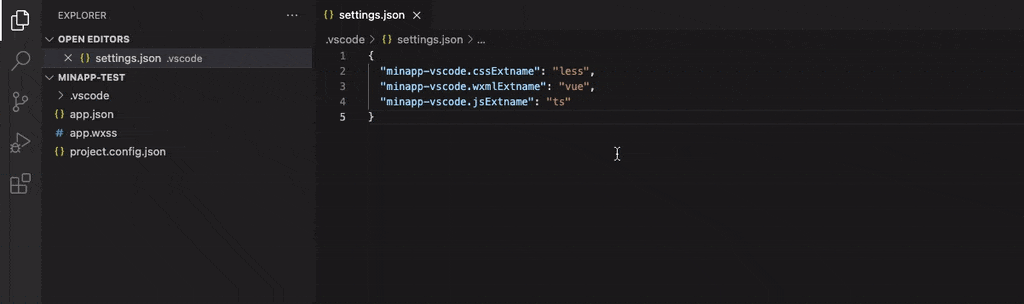 EXPLORER
...
OPEN EDITORS
{} settings.json .vscode
MINAPP-TEST
.vscode
{} app.json
# app.wxss
{} project.config.json
{} settings.json
.vscode > {} settings.json > ...
1 {
2 "minapp-vscode.cssExtname": "less",
3 "minapp-vscode.wxmlExtname": "vue",
4 "minapp-vscode.jsExtname": "ts"
5 }